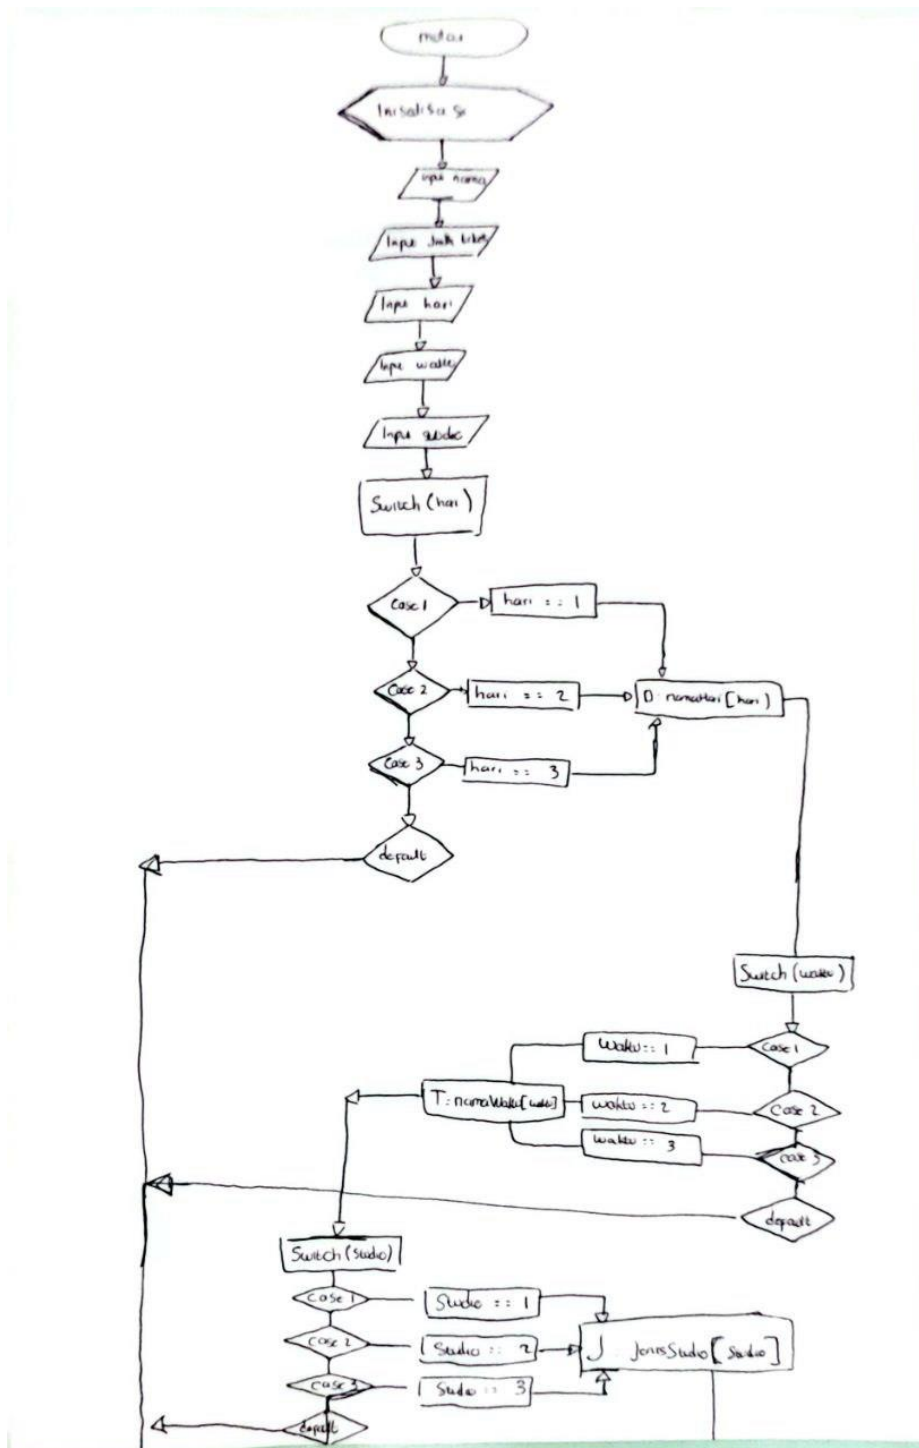 mulai
Inisalisasi
Input nama
Input Jmlh tiket
Input hari
Input waktu
Input studio
Switch (hari)
Case 1
hari == 1
Case 2
hari == 2
D : namaHari [hari]
Case 3
hari == 3
default
Switch (waktu)
Case 1
Waktu == 1
Case 2
waktu == 2
T : namaWaktu [waktu]
Case 3
waktu == 3
default
Switch (Studio)
Case 1
Studio == 1
Case 2
Studio == 2
J : JenisStudio [Studio]
Case 3
Studio == 3
default